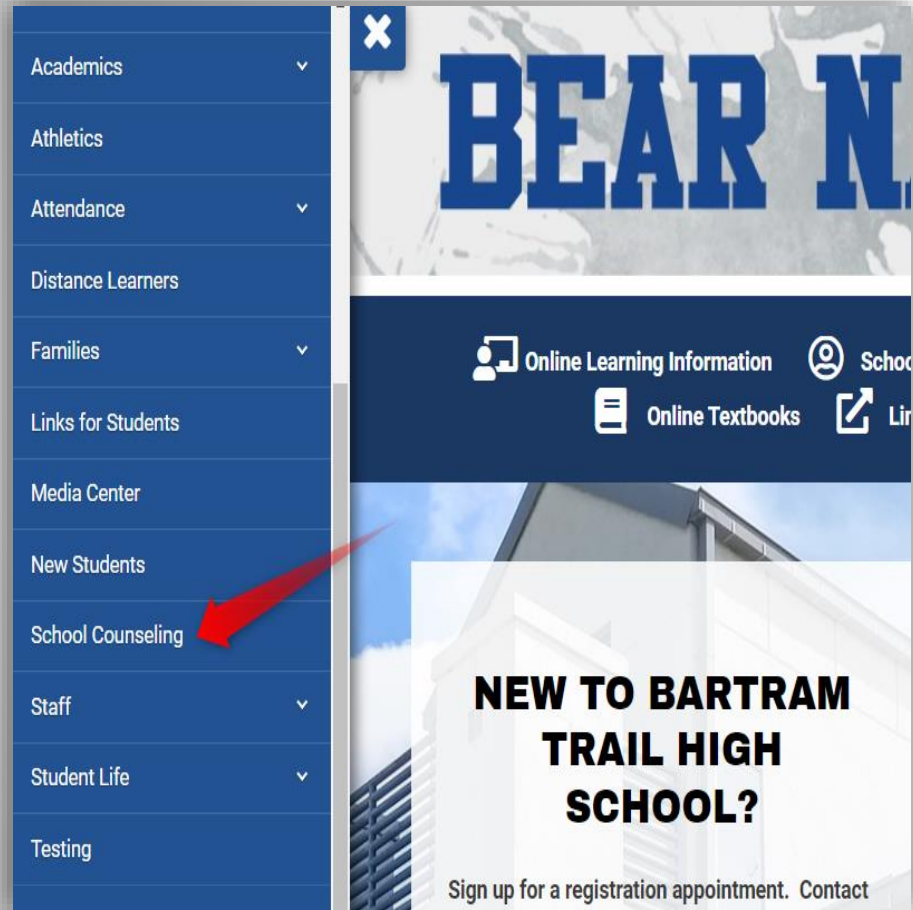 Academics
Athletics
Attendance
Distance Learners
Families
Links for Students
Media Center
New Students
School Counseling
Staff
Student Life
Testing
BEAR
Online Learning Information
Online Textbooks
NEW TO BARTRAM
TRAIL HIGH
SCHOOL?
Sign up for a registration appointment. Contact